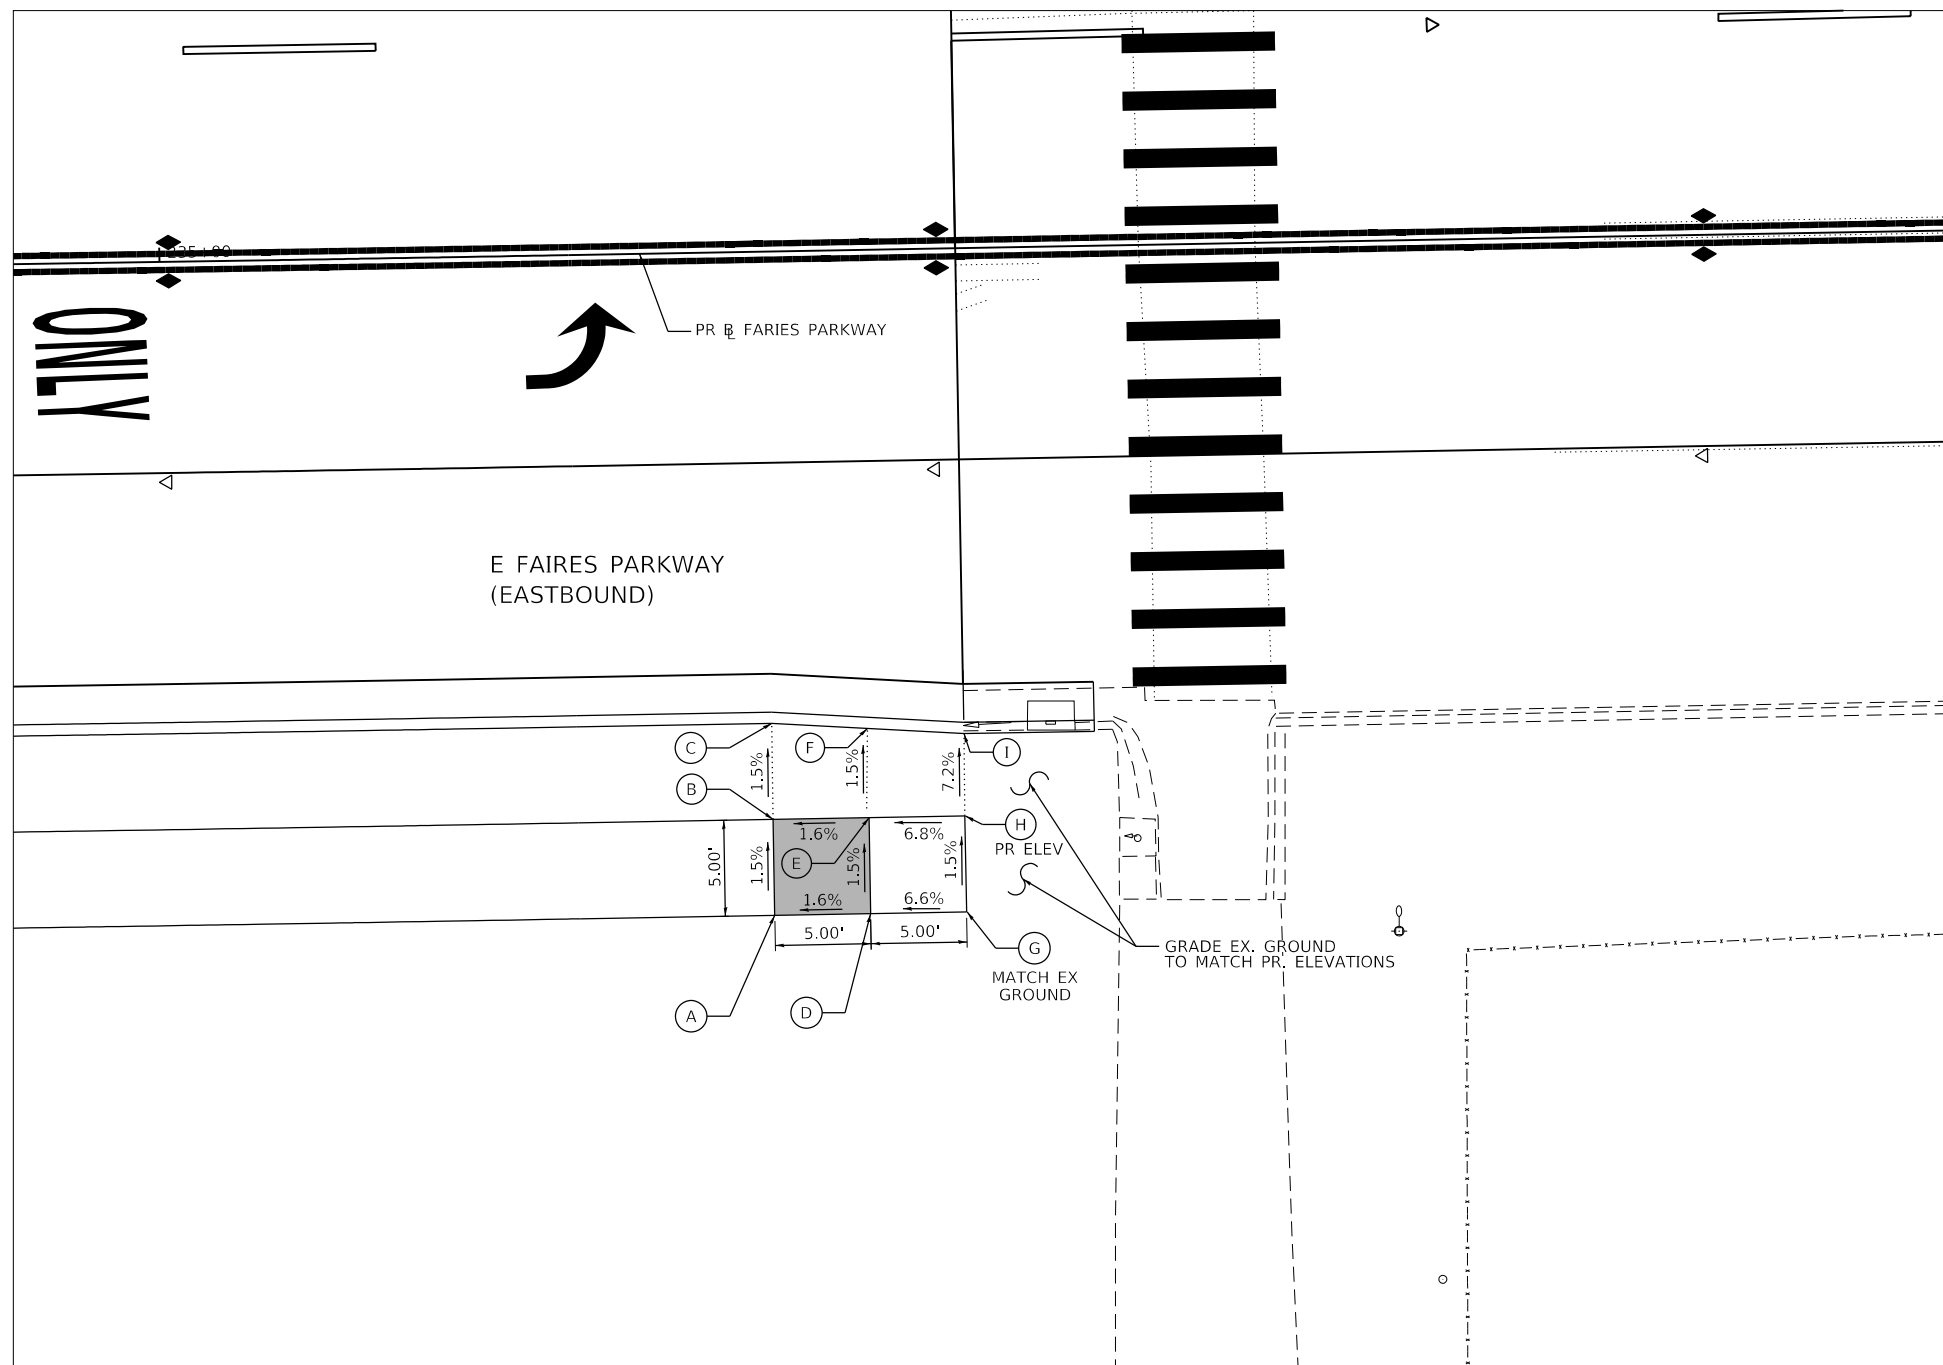 ONLY
PR B L FARIES PARKWAY
E FAIRES PARKWAY
(EASTBOUND)
C
F
I
1.5%
1.5%
7.2%
B
H
PR ELEV
1.6%
6.8%
5.00'
1.5%
E
1.5%
1.5%
1.6%
6.6%
5.00'
5.00'
G
MATCH EX
GROUND
GRADE EX. GROUND
TO MATCH PR. ELEVATIONS
A
D